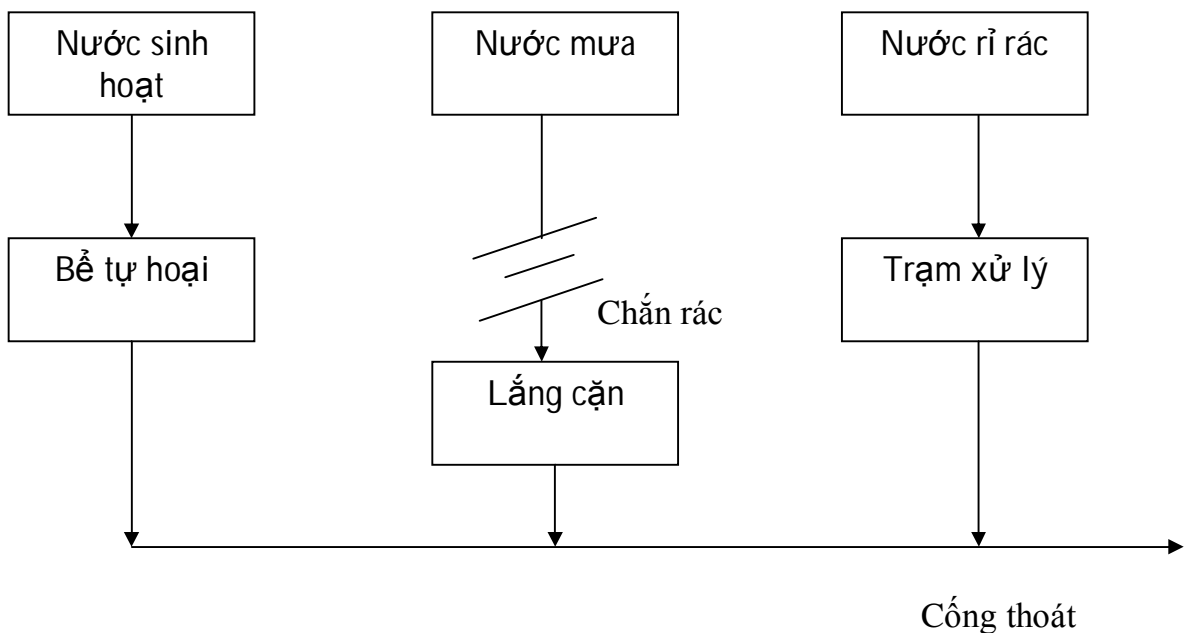 Nước sinh
hoạt
Nước mưa
Nước rỉ rác
Bể tự hoại
Trạm xử lý
Chắn rác
Lắng cặn
Cống thoát